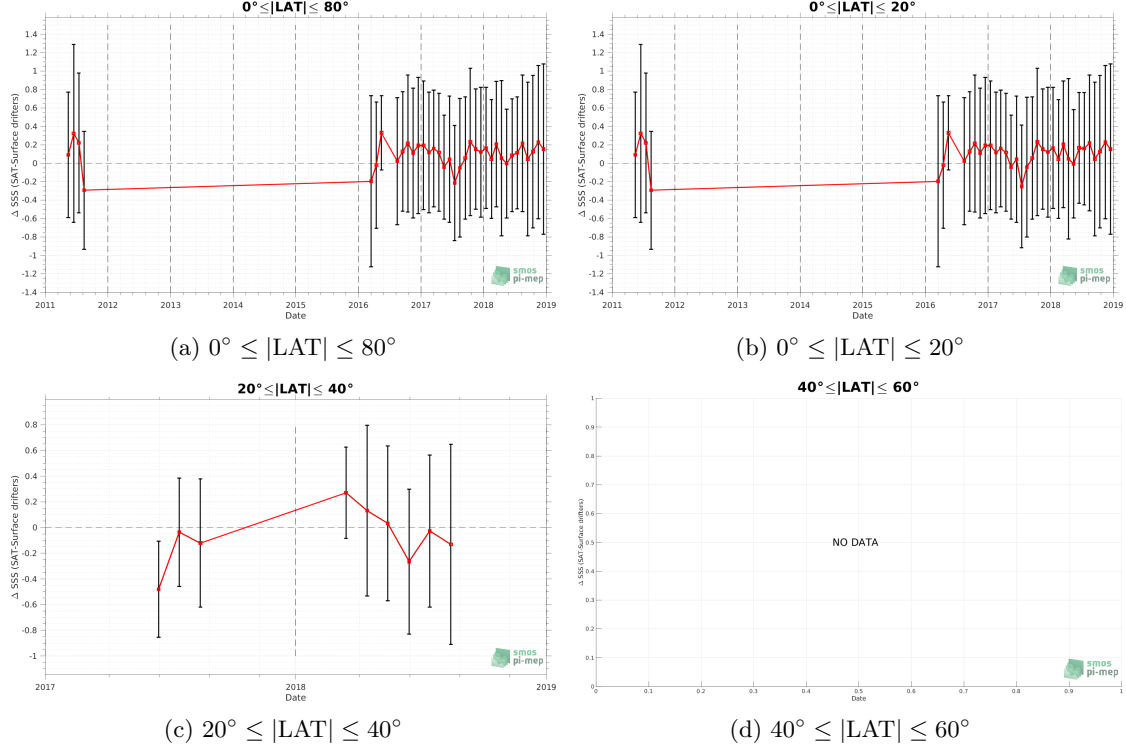 0°≤|LAT|≤ 80°
Δ SSS (SAT-Surface drifters)
1.4
1.2
1
0.8
0.6
0.4
0.2
0
-0.2
-0.4
-0.6
-0.8
-1
-1.2
-1.4
2011 2012 2013 2014 2015 2016 2017 2018 2019
Date
smos
pi-mep
(a) 0° ≤ |LAT| ≤ 80°
0°≤|LAT|≤ 20°
Δ SSS (SAT-Surface drifters)
1.4
1.2
1
0.8
0.6
0.4
0.2
0
-0.2
-0.4
-0.6
-0.8
-1
-1.2
-1.4
2011 2012 2013 2014 2015 2016 2017 2018 2019
Date
smos
pi-mep
(b) 0° ≤ |LAT| ≤ 20°
20°≤|LAT|≤ 40°
Δ SSS (SAT-Surface drifters)
0.8
0.6
0.4
0.2
0
-0.2
-0.4
-0.6
-0.8
-1
2017 2018 2019
Date
smos
pi-mep
(c) 20° ≤ |LAT| ≤ 40°
40°≤|LAT|≤ 60°
Δ SSS (SAT-Surface drifters)
1
0.9
0.8
0.7
0.6
0.5
0.4
0.3
0.2
0.1
0
NO DATA
0 0.1 0.2 0.3 0.4 0.5 0.6 0.7 0.8 0.9 1
Date
smos
pi-mep
(d) 40° ≤ |LAT| ≤ 60°